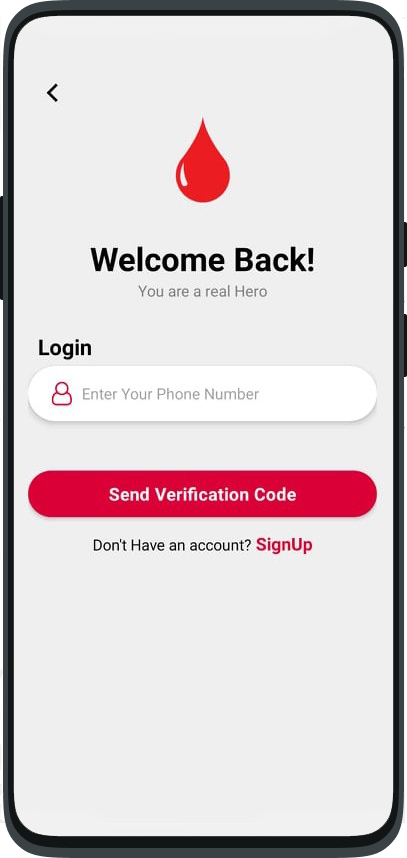 Welcome Back!
You are a real Hero
Login
Enter Your Phone Number
Send Verification Code
Don't Have an account? SignUp